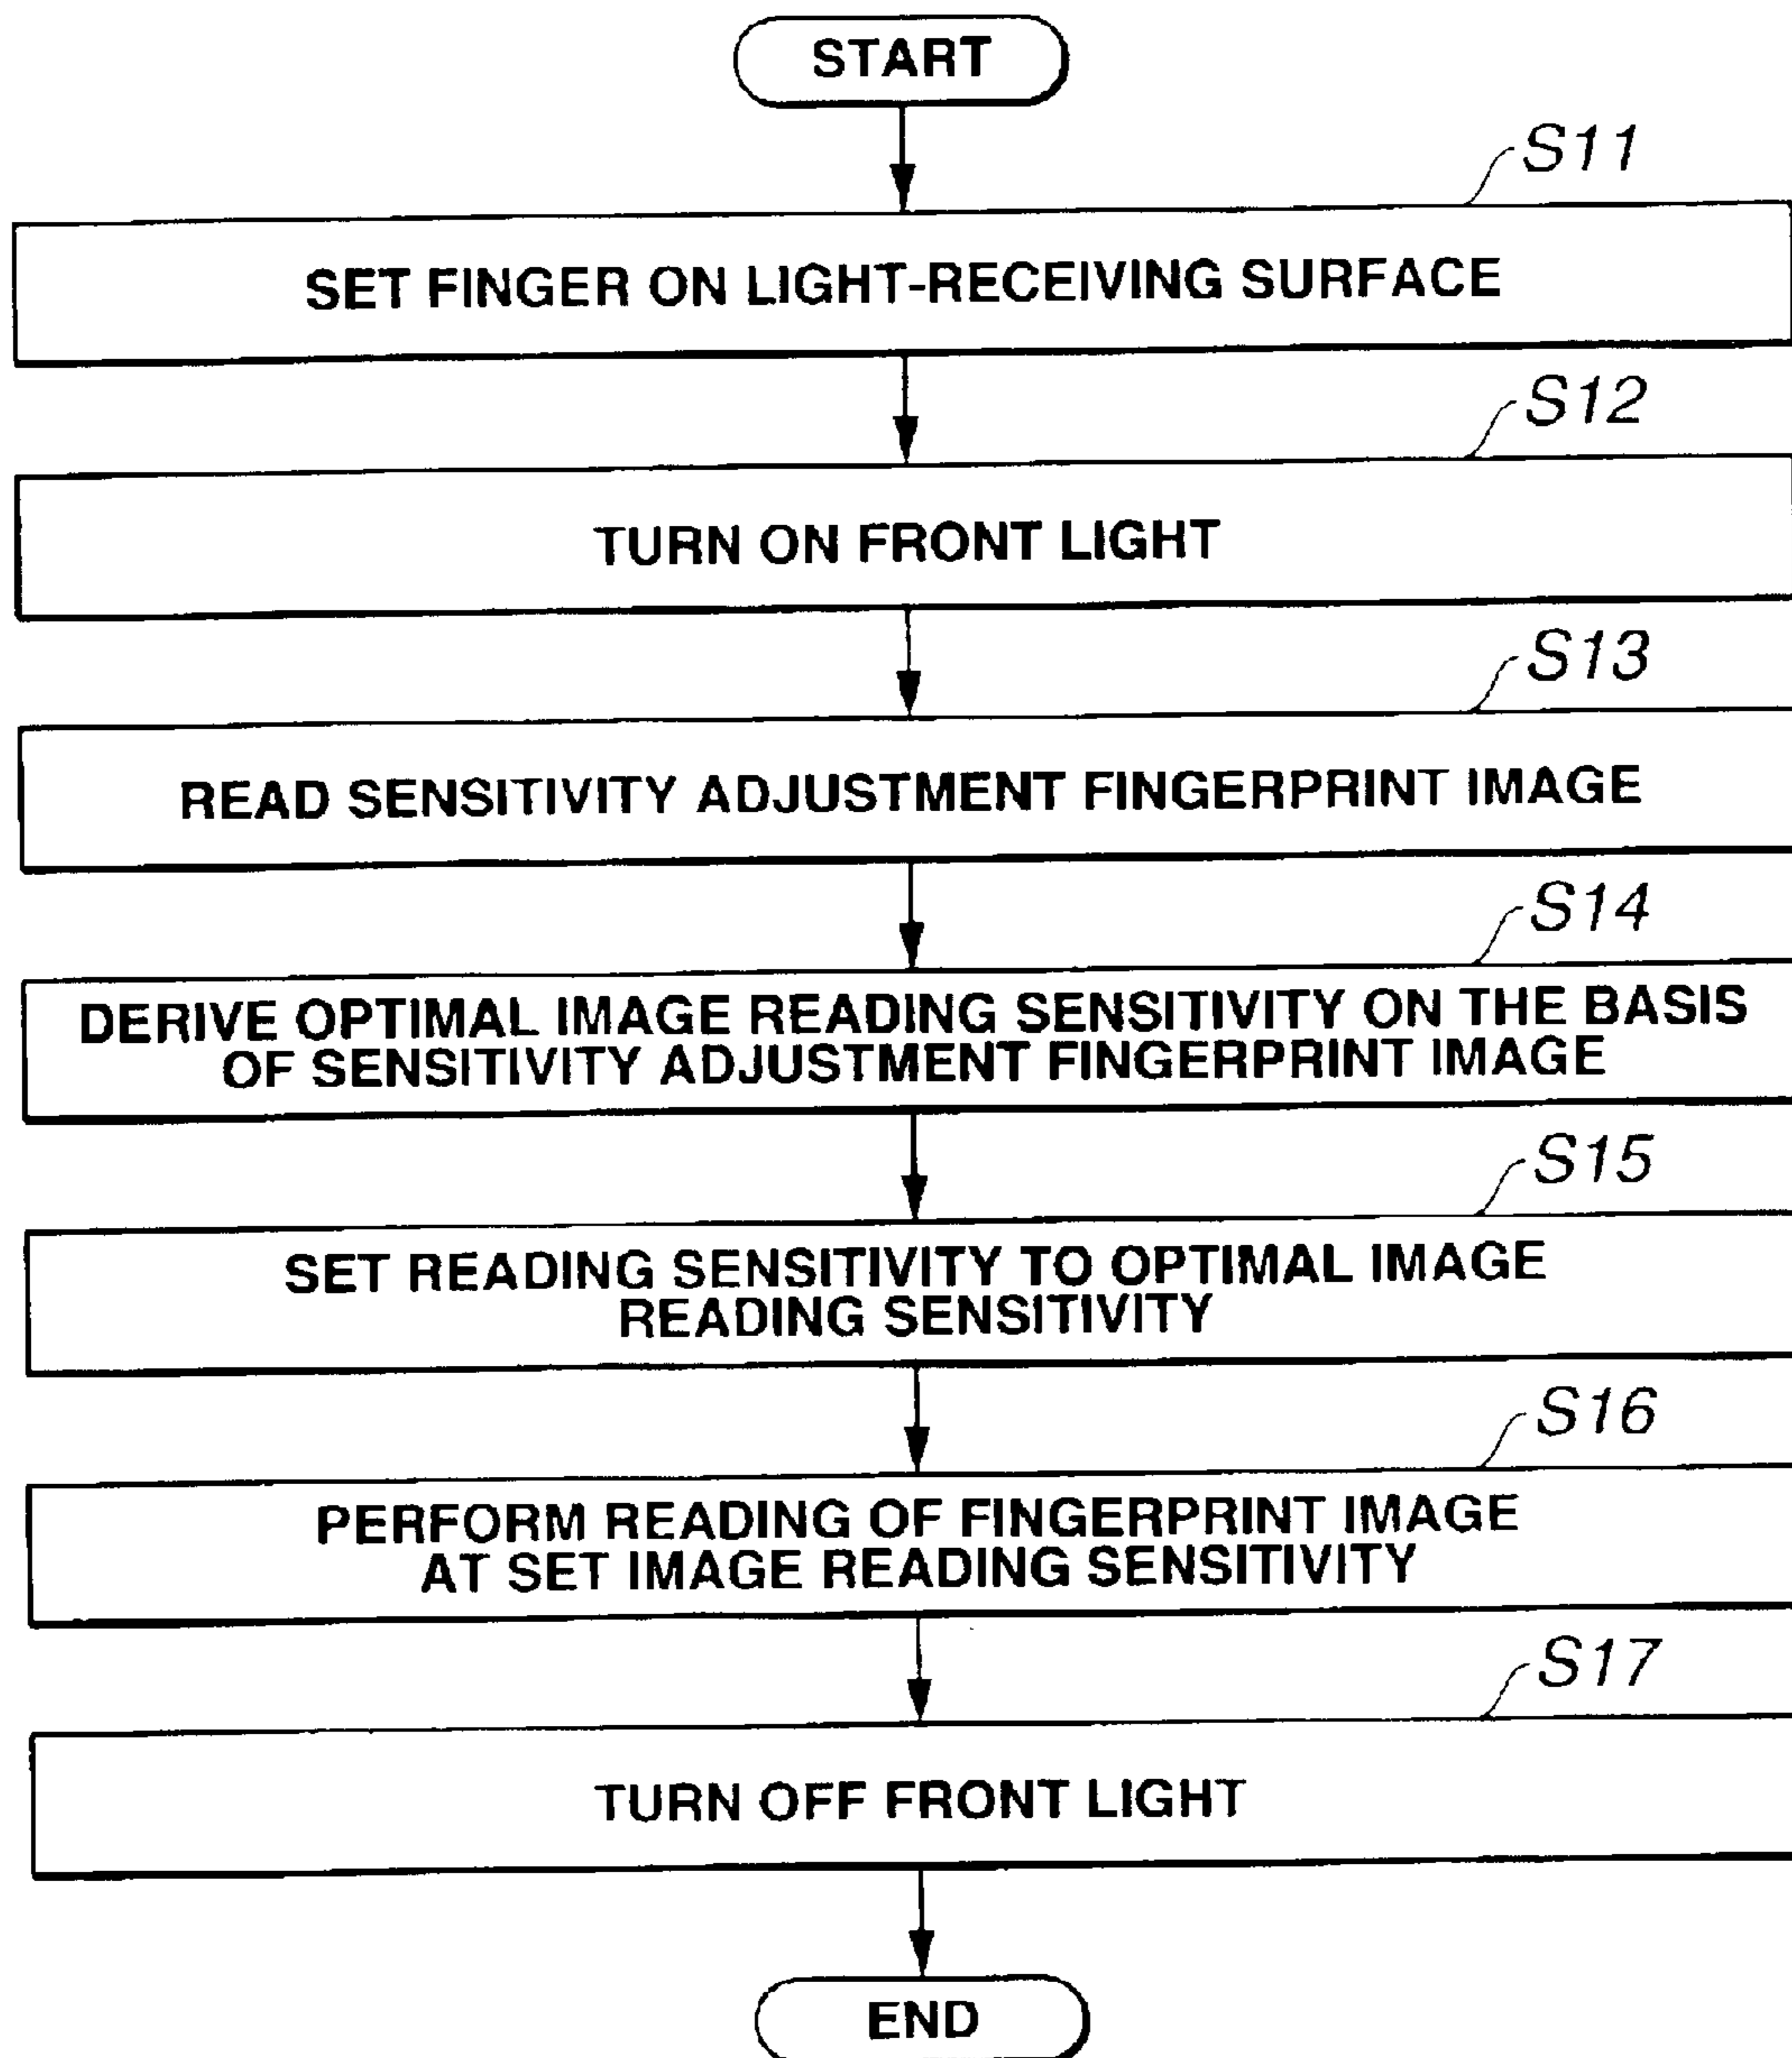 START
S11
SET FINGER ON LIGHT-RECEIVING SURFACE
S12
TURN ON FRONT LIGHT
S13
READ SENSITIVITY ADJUSTMENT FINGERPRINT IMAGE
S14
DERIVE OPTIMAL IMAGE READING SENSITIVITY ON THE BASIS
OF SENSITIVITY ADJUSTMENT FINGERPRINT IMAGE
S15
SET READING SENSITIVITY TO OPTIMAL IMAGE
READING SENSITIVITY
S16
PERFORM READING OF FINGERPRINT IMAGE
AT SET IMAGE READING SENSITIVITY
S17
TURN OFF FRONT LIGHT
END